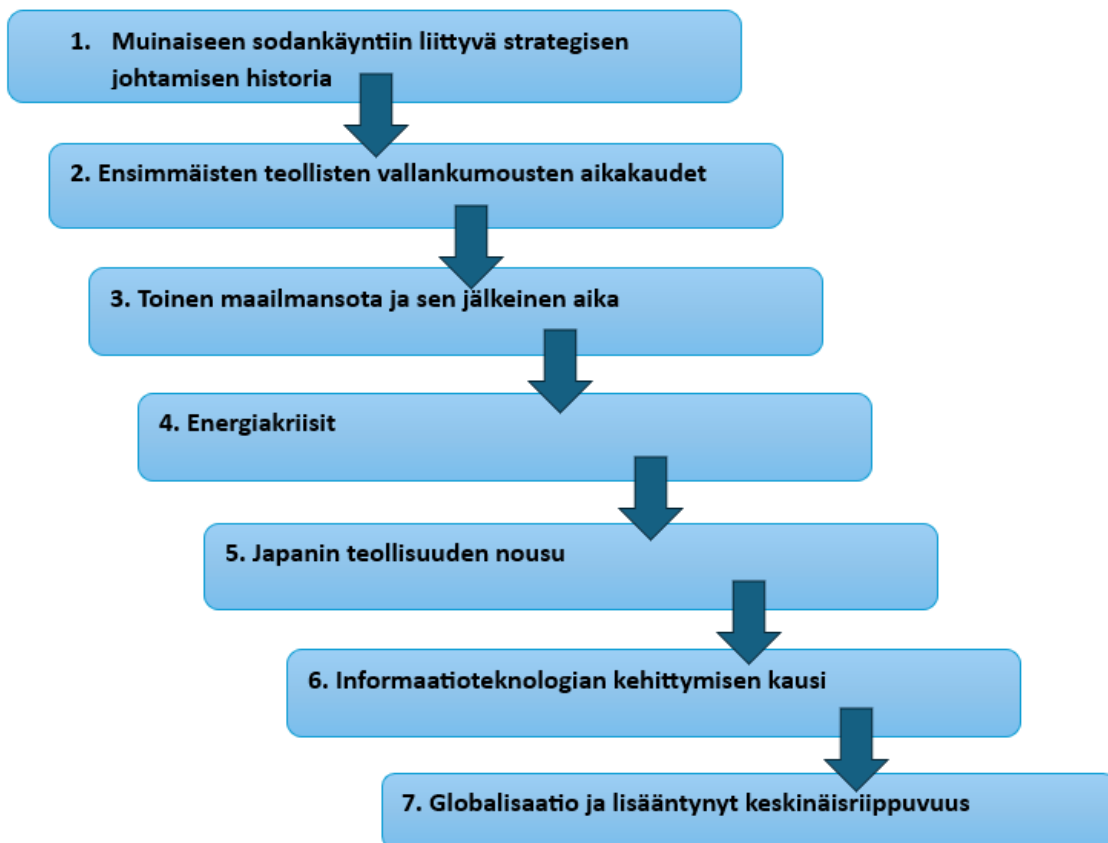 1. Muinaiseen sodankäyntiin liittyvä strategisen
johtamisen historia
2. Ensimmäisten teollisten vallankumousten aikakaudet
3. Toinen maailmansota ja sen jälkeinen aika
4. Energiakriisit
5. Japanin teollisuuden nousu
6. Informaatioteknologian kehittymisen kausi
7. Globalisaatio ja lisääntynyt keskinäisriippuvuus